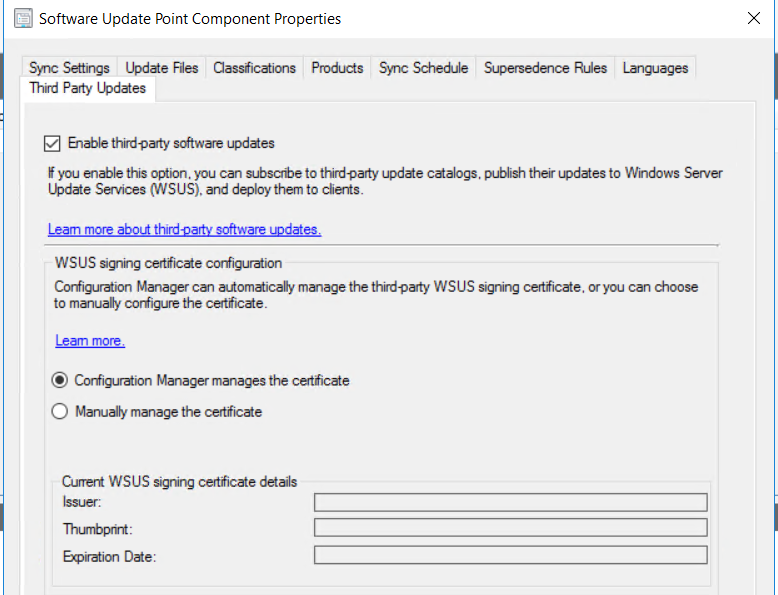 Software Update Point Component Properties
Sync Settings Update Files Classifications Products Sync Schedule Supersedence Rules Languages
Third Party Updates
Enable third-party software updates
If you enable this option, you can subscribe to third-party update catalogs, publish their updates to Windows Server
Update Services (WSUS), and deploy them to clients.
Learn more about third-party software updates.
WSUS signing certificate configuration
Configuration Manager can automatically manage the third-party WSUS signing certificate, or you can choose
to manually configure the certificate.
Learn more.
Configuration Manager manages the certificate
Manually manage the certificate
Current WSUS signing certificate details
Issuer:
Thumbprint:
Expiration Date: